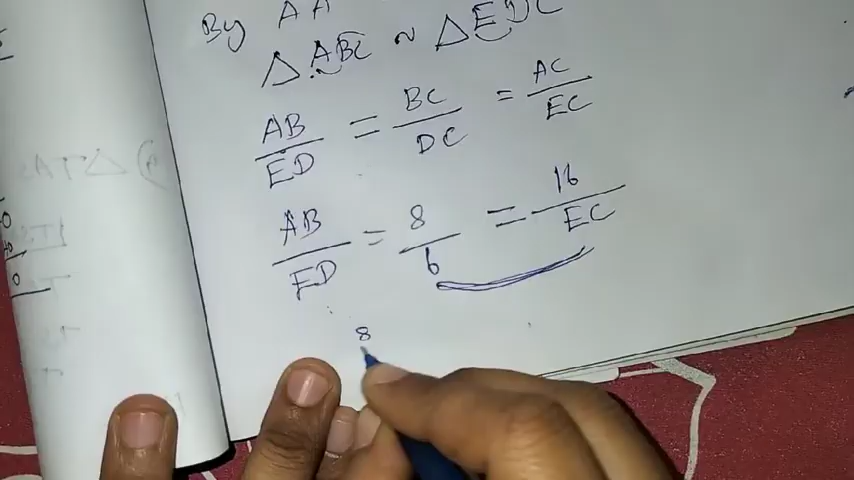 By AA
△ABC ~ △EDC
AB/ED = BC/DC = AC/EC
AB/ED = 8/6 = 16/EC
8